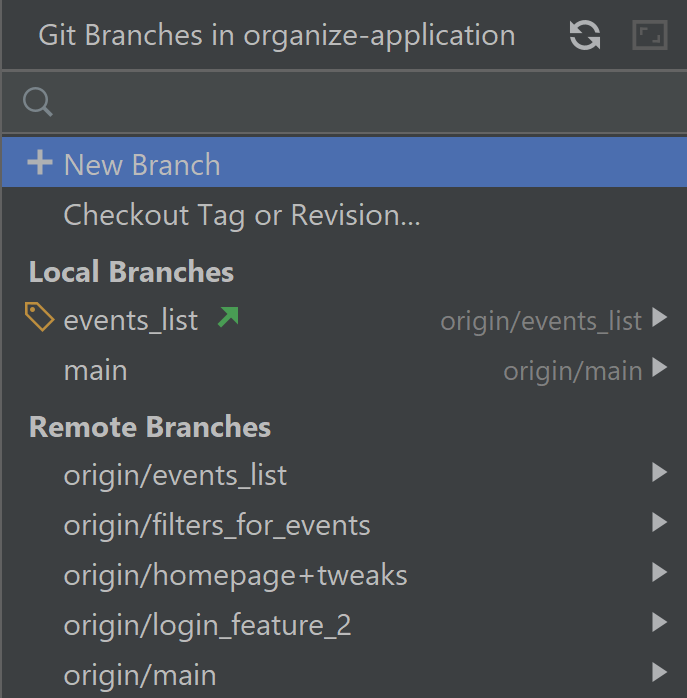 Git Branches in organize-application
New Branch
Checkout Tag or Revision...
Local Branches
events_list origin/events_list
main origin/main
Remote Branches
origin/events_list
origin/filters_for_events
origin/homepage+tweaks
origin/login_feature_2
origin/main